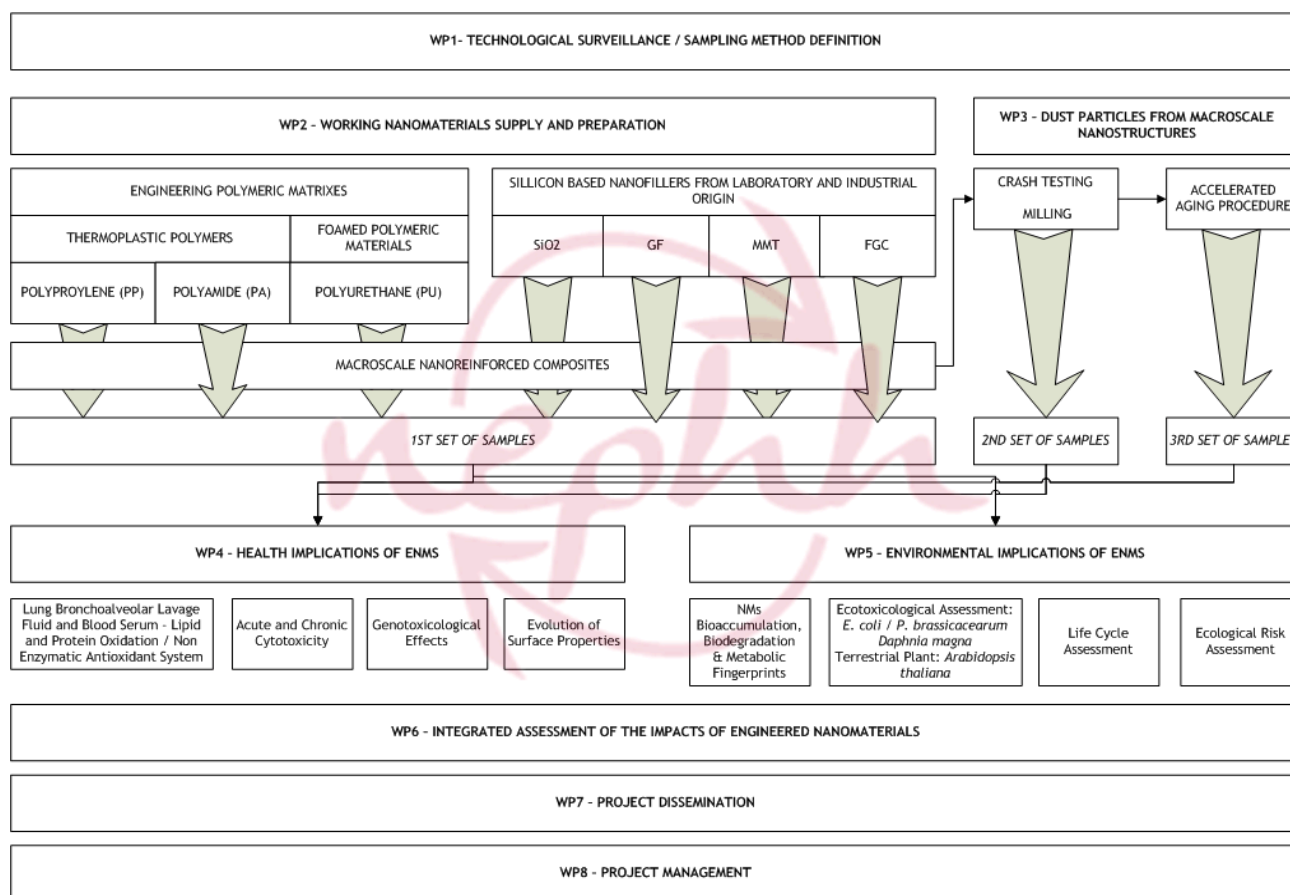 WP1- TECHNOLOGICAL SURVEILLANCE / SAMPLING METHOD DEFINITION
WP2 - WORKING NANOMATERIALS SUPPLY AND PREPARATION
WP3 - DUST PARTICLES FROM MACROSCALE
NANOSTRUCTURES
ENGINEERING POLYMERIC MATRIXES
THERMOPLASTIC POLYMERS
FOAMED POLYMERIC
MATERIALS
POLYPROYLENE (PP)
POLYAMIDE (PA)
POLYURETHANE (PU)
SILLICON BASED NANOFILLERS FROM LABORATORY AND INDUSTRIAL
ORIGIN
SiO2
GF
MMT
FGC
CRASH TESTING
MILLING
ACCELERATED
AGING PROCEDURE
MACROSCALE NANOREINFORCED COMPOSITES
1ST SET OF SAMPLES
2ND SET OF SAMPLES
3RD SET OF SAMPLE
nephh
WP4 - HEALTH IMPLICATIONS OF ENMS
WP5 - ENVIRONMENTAL IMPLICATIONS OF ENMS
Lung Bronchoalveolar Lavage
Fluid and Blood Serum - Lipid
and Protein Oxidation / Non
Enzymatic Antioxidant System
Acute and Chronic
Cytotoxicity
Genotoxicological
Effects
Evolution of
Surface Properties
NMs
Bioaccumulation,
Biodegradation
& Metabolic
Fingerprints
Ecotoxicological Assessment:
E. coli / P. brassicacearum
Daphnia magna
Terrestrial Plant: Arabidopsis
thaliana
Life Cycle
Assessment
Ecological Risk
Assessment
WP6 - INTEGRATED ASSESSMENT OF THE IMPACTS OF ENGINEERED NANOMATERIALS
WP7 - PROJECT DISSEMINATION
WP8 - PROJECT MANAGEMENT